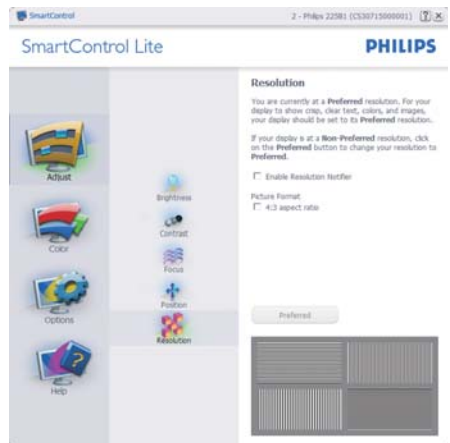 SmartControl
2 - Philips 225B1 (CS30715000001)
SmartControl Lite
PHILIPS
Adjust
Color
Options
Help
Brightness
Contrast
Focus
Position
Resolution
Resolution
You are currently at a Preferred resolution. For your
display to show crisp, clear text, colors, and images,
your display should be set to its Preferred resolution.
If your display is at a Non-Preferred resolution, click
on the Preferred button to change your resolution to
Preferred.
Enable Resolution Notifier
Picture Format
4:3 aspect ratio
Preferred